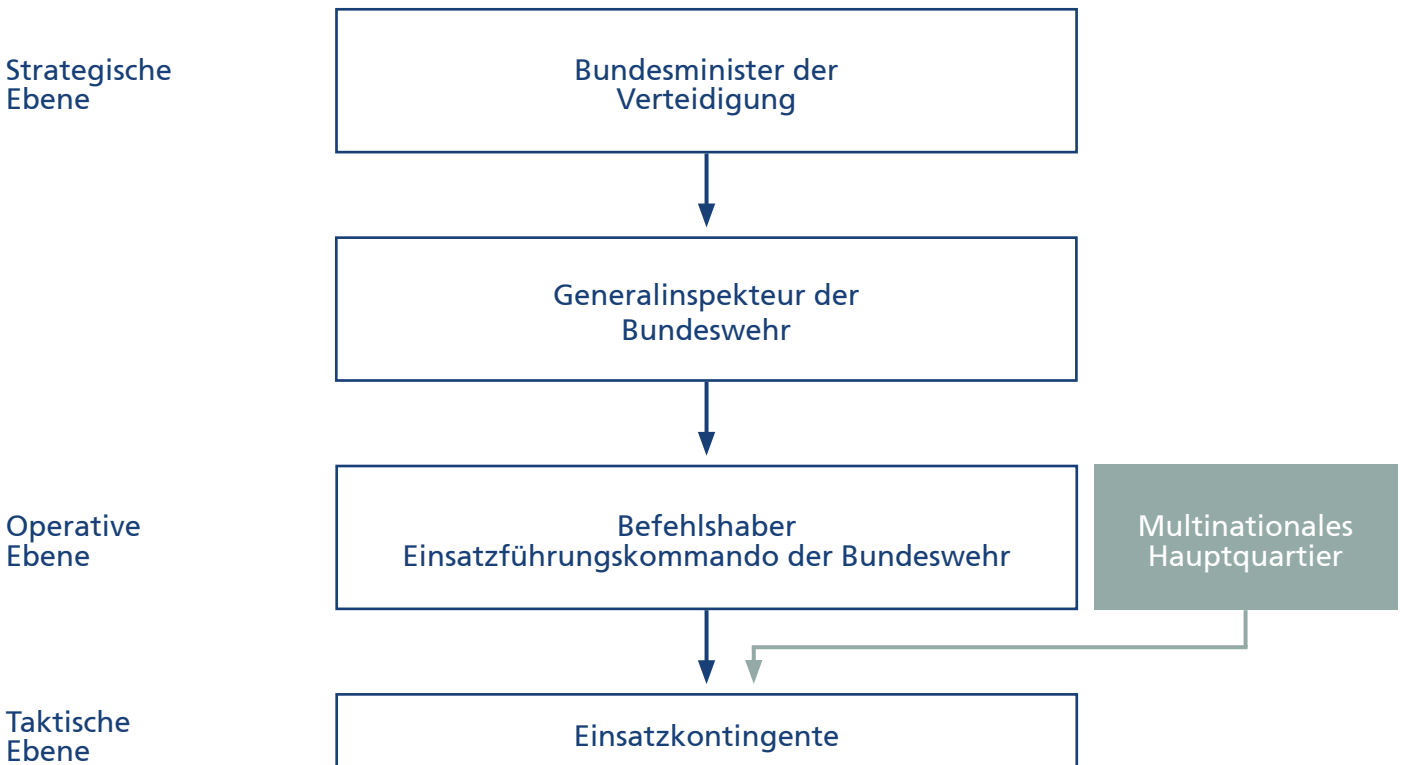 Strategische
Ebene
Bundesminister der
Verteidigung
Generalinspekteur der
Bundeswehr
Operative
Ebene
Befehlshaber
Einsatzführungskommando der Bundeswehr
Multinationales
Hauptquartier
Taktische
Ebene
Einsatzkontingente